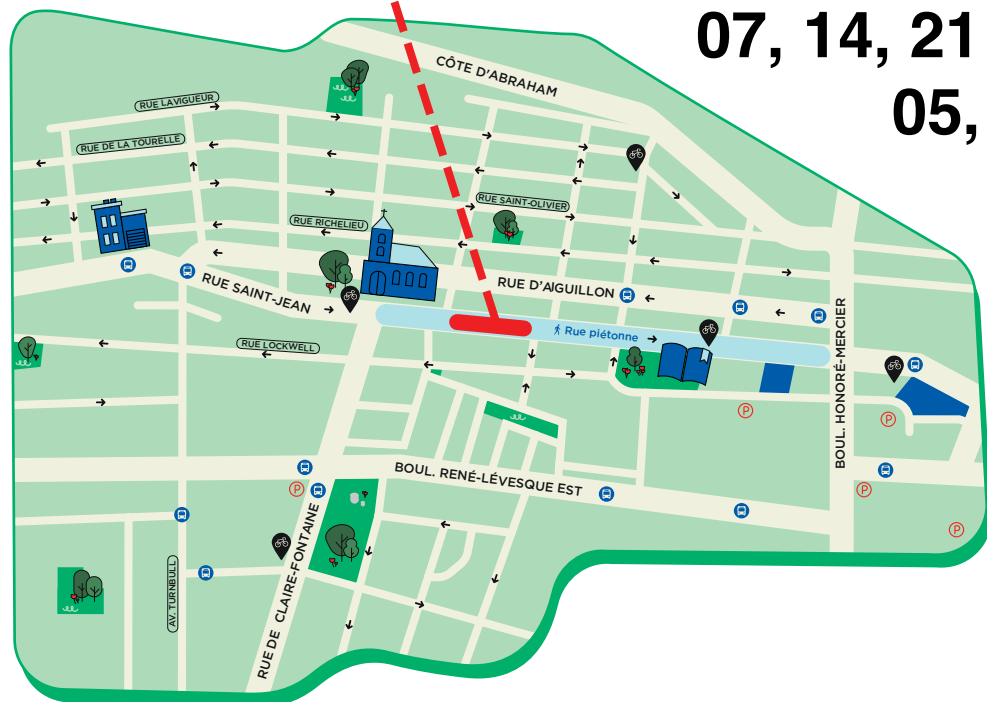 07, 14, 21
05,
CÔTE D'ABRAHAM
RUE LAVIGUEUR
RUE DE LA TOURELLE
RUE SAINT-OLIVIER
RUE RICHELIEU
RUE D'AIGUILLON
RUE SAINT-JEAN
Rue piétonne
RUE LOCKWELL
BOUL. HONORÉ-MERCIER
P
P
BOUL. RENÉ-LÉVESQUE EST
P
P
P
RUE DE CLAIRE-FONTAINE
AV. TURNBULL